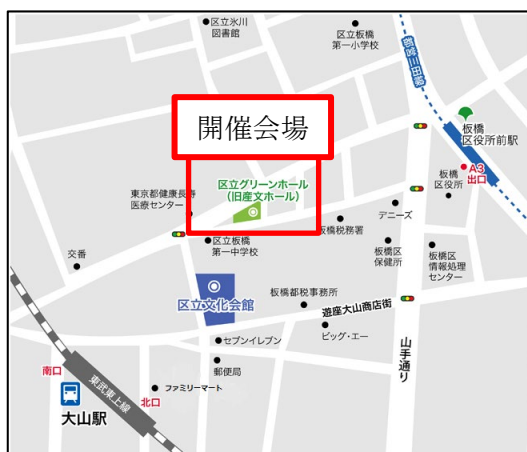 区立氷川
図書館
区立板橋
第一小学校
都営三田線
開催会場
板橋
区役所前駅
A3
出口
板橋
区役所
区立グリーンホール
(旧産文ホール)
東京都健康長寿
医療センター
デニーズ
板橋税務署
区立板橋
第一中学校
板橋区
保健所
板橋区
情報処理
センター
交番
区立文化会館
板橋都税事務所
遊座大山商店街
ビッグ・エー
セブンイレブン
山手通り
郵便局
南口
東武東上線
ファミリーマート
北口
大山駅